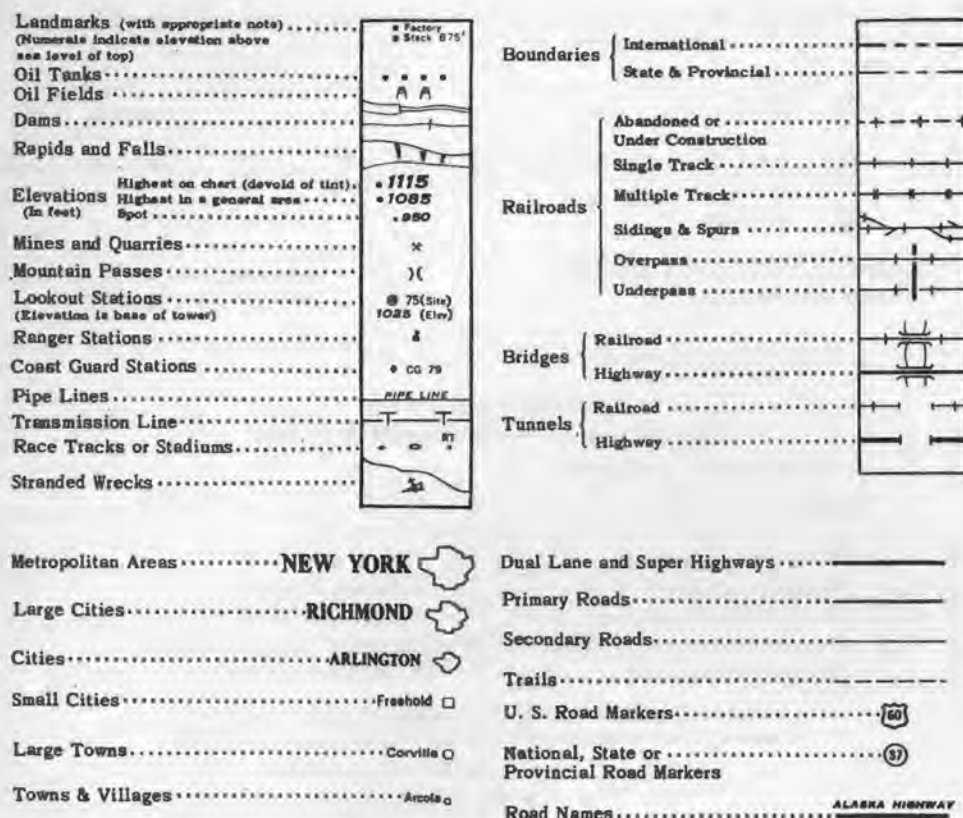 Landmarks (with appropriate note)
(Numerals indicate elevation above
sea level of top)
Factory
Stack 875'
Oil Tanks
Oil Fields
Dams
Rapids and Falls
Elevations
(In feet)
Highest on chart (devoid of tint)
1115
Highest in a general area
1085
Spot
950
Mines and Quarries
Mountain Passes
Lookout Stations
75 (Site)
(Elevation is base of tower)
1025 (Elev)
Ranger Stations
Coast Guard Stations
CG 79
Pipe Lines
PIPE LINE
Transmission Line
Race Tracks or Stadiums
RT
Stranded Wrecks
Boundaries
International
State & Provincial
Railroads
Abandoned or
Under Construction
Single Track
Multiple Track
Sidings & Spurs
Overpass
Underpass
Bridges
Railroad
Highway
Tunnels
Railroad
Highway
Metropolitan Areas NEW YORK
Large Cities RICHMOND
Cities ARLINGTON
Small Cities Freehold
Large Towns Corville
Towns & Villages Arcola
Dual Lane and Super Highways
Primary Roads
Secondary Roads
Trails
U. S. Road Markers 60
National, State or
Provincial Road Markers
37
Road Names ALASKA HIGHWAY